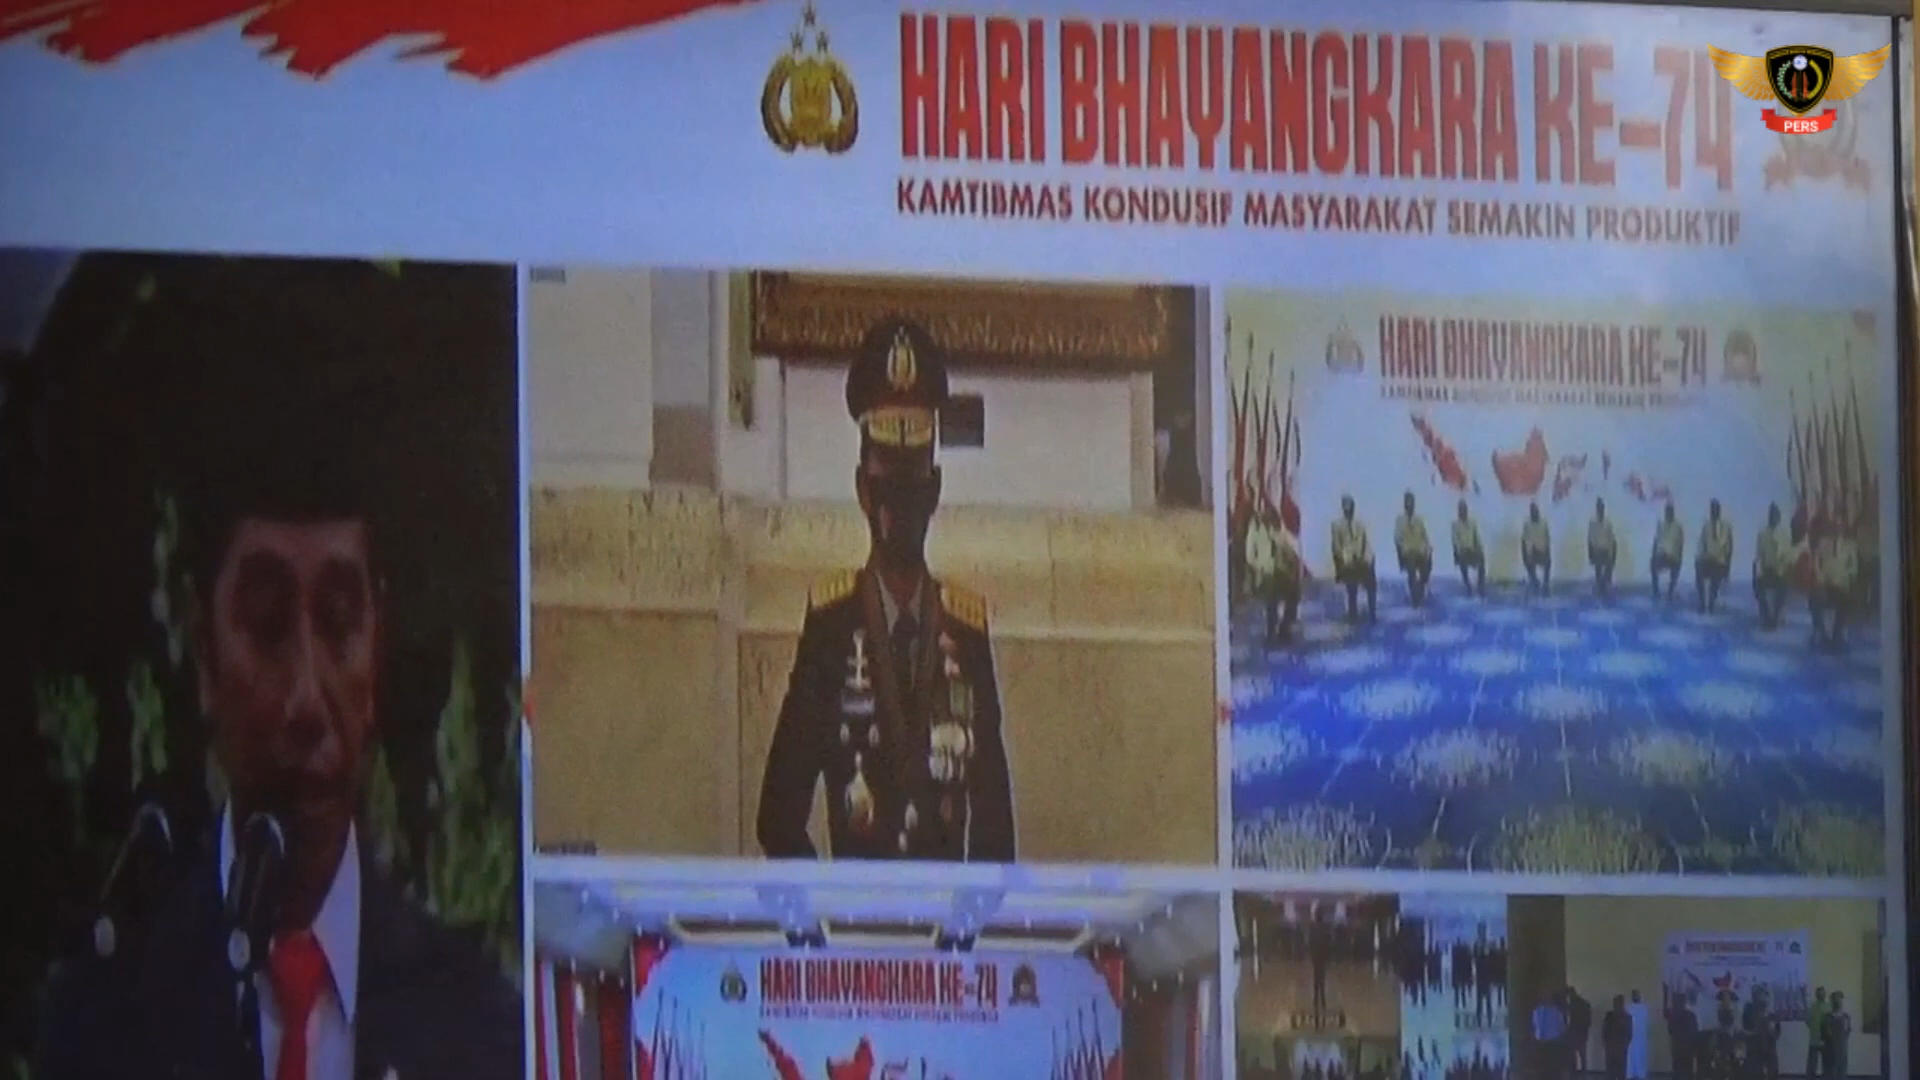 HARI BHAYANGKARA KE-74
KAMTIBMAS KONDUSIF MASYARAKAT SEMAKIN PRODUKTIF
PERS
HARI BHAYANGKARA KE-74
HARI BHAYANGKARA KE-74